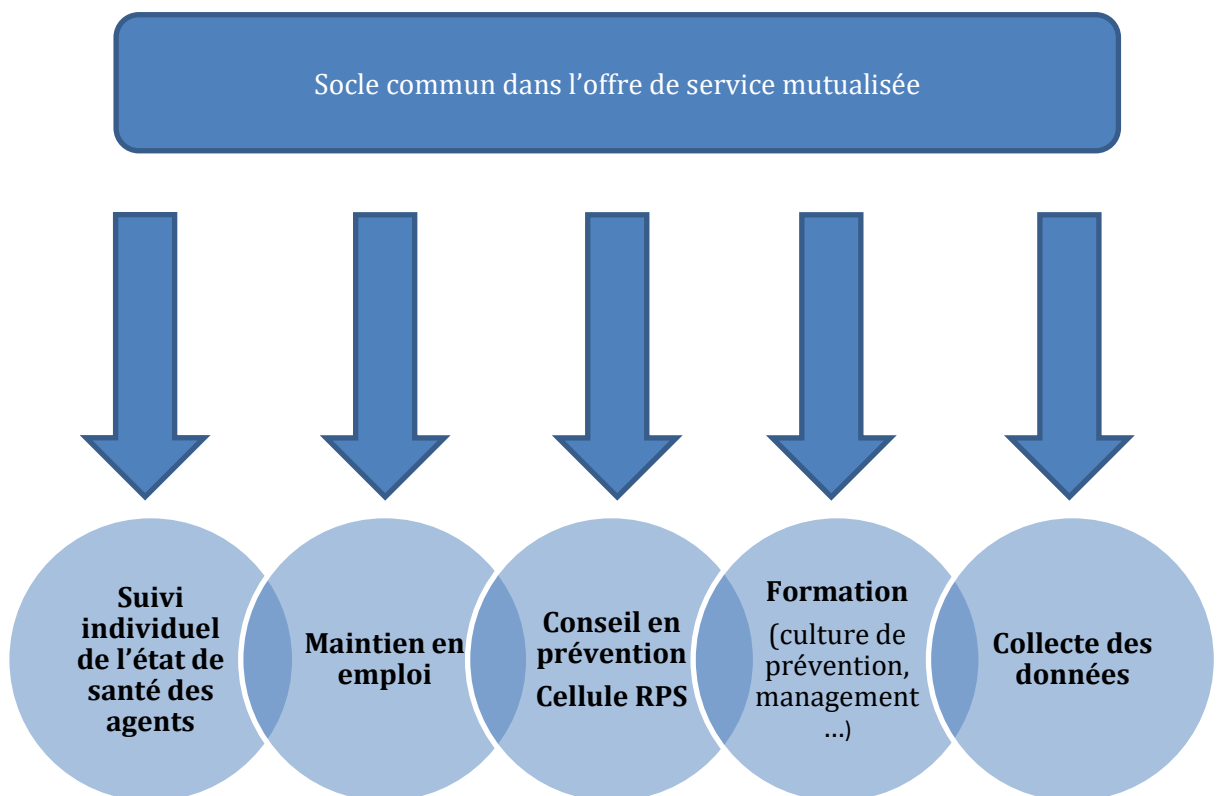 Socle commun dans l’offre de service mutualisée
Suivi
individuel
de l’état de
santé des
agents
Maintien en
emploi
Conseil en
prévention
Cellule RPS
Formation
(culture de
prévention,
management
…)
Collecte des
données